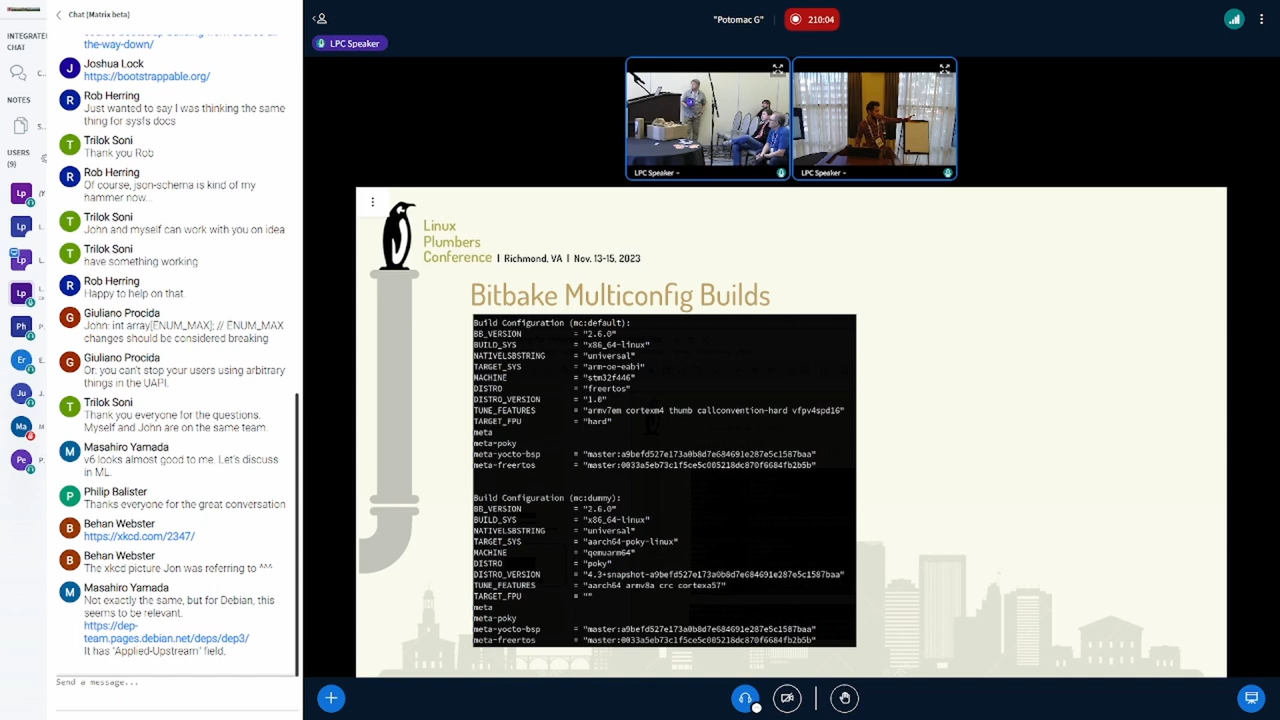 Chat [Matrix beta]
"Potomac G"
210:04
INTEGRATE
CHAT
C..
NOTES
S..
USERS
(9)
LPC Speaker
the-way-down/
Joshua Lock
https://bootstrappable.org/
Rob Herring
Just wanted to say I was thinking the same
thing for sysfs docs
Trilok Soni
Thank you Rob
Rob Herring
Of course, json-schema is kind of my
hammer now...
Trilok Soni
John and myself can work with you on idea
Trilok Soni
have something working
Rob Herring
Happy to help on that.
Giuliano Procida
John: int array[ENUM_MAX]; // ENUM_MAX
changes should be considered breaking
Giuliano Procida
Or: you can't stop your users using arbitrary
things in the UAPI.
Trilok Soni
Thank you everyone for the questions.
Myself and John are on the same team.
Masahiro Yamada
v6 looks almost good to me. Let's discuss
in ML.
Philip Balister
Thanks everyone for the great conversation
Behan Webster
https://xkcd.com/2347/
Behan Webster
The xkcd picture Jon was referring to ^^^
Masahiro Yamada
Not exactly the same, but for Debian, this
seems to be relevant.
https://dep-
team.pages.debian.net/deps/dep3/
It has 'Applied-Upstream' field.
Send a message...
LPC Speaker
LPC Speaker
Linux
Plumbers
Conference | Richmond, VA | Nov. 13-15, 2023
Bitbake Multiconfig Builds
Build Configuration (mc:default):
BB_VERSION = "2.6.0"
BUILD_SYS = "x86_64-linux"
NATIVELSBSTRING = "universal"
TARGET_SYS = "arm-oe-eabi"
MACHINE = "stm32f446"
DISTRO = "freertos"
DISTRO_VERSION = "1.0"
TUNE_FEATURES = "armv7em cortexm4 thumb callconvention-hard vfpv4spd16"
TARGET_FPU = "hard"
meta
meta-poky
meta-yocto-bsp = "master:a9befd527e173a0b8d7e684691e287e5c1587baa"
meta-freertos = "master:0033a5eb73c1f5ce5c005218dc870f6684fb2b5b"
Build Configuration (mc:dummy):
BB_VERSION = "2.6.0"
BUILD_SYS = "x86_64-linux"
NATIVELSBSTRING = "universal"
TARGET_SYS = "aarch64-poky-linux"
MACHINE = "qemuarm64"
DISTRO = "poky"
DISTRO_VERSION = "4.3+snapshot-a9befd527e173a0b8d7e684691e287e5c1587baa"
TUNE_FEATURES = "aarch64 armv8a crc cortexa57"
TARGET_FPU = ""
meta
meta-poky
meta-yocto-bsp = "master:a9befd527e173a0b8d7e684691e287e5c1587baa"
meta-freertos = "master:0033a5eb73c1f5ce5c005218dc870f6684fb2b5b"